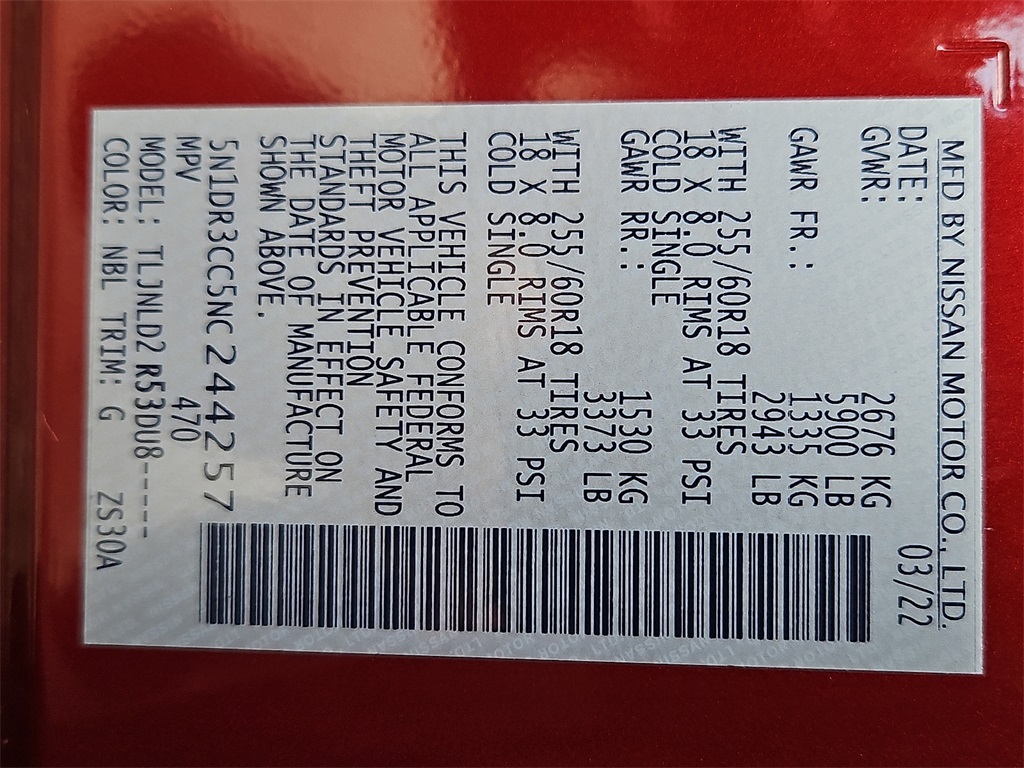 MFD BY NISSAN MOTOR CO., LTD.
DATE: 03/22
GVWR: 2676 KG
5900 LB
GAWR FR.: 1335 KG
2943 LB
WITH 255/60R18 TIRES
18 X 8.0 RIMS AT 33 PSI
COLD SINGLE
GAWR RR.: 1530 KG
3373 LB
WITH 255/60R18 TIRES
18 X 8.0 RIMS AT 33 PSI
COLD SINGLE
THIS VEHICLE CONFORMS TO
ALL APPLICABLE FEDERAL
MOTOR VEHICLE SAFETY AND
THEFT PREVENTION
STANDARDS IN EFFECT ON
THE DATE OF MANUFACTURE
SHOWN ABOVE.
5N1DR3CC5NC244257
MPV 470
MODEL: TLJNLD2R53DU8-----
COLOR: NBL TRIM: G ZS30A